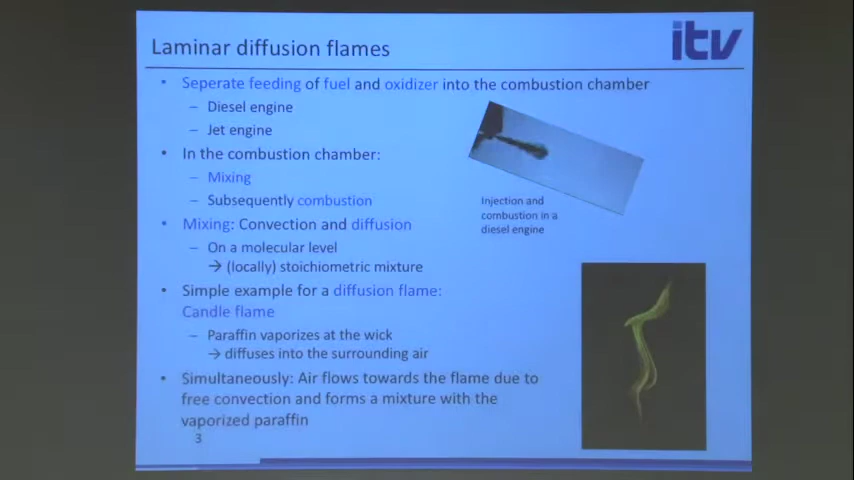 Laminar diffusion flames
itv
• Seperate feeding of fuel and oxidizer into the combustion chamber
– Diesel engine
– Jet engine
• In the combustion chamber:
– Mixing
– Subsequently combustion
Injection and
combustion in a
diesel engine
• Mixing: Convection and diffusion
– On a molecular level
→ (locally) stoichiometric mixture
• Simple example for a diffusion flame:
Candle flame
– Paraffin vaporizes at the wick
→ diffuses into the surrounding air
• Simultaneously: Air flows towards the flame due to
free convection and forms a mixture with the
vaporized paraffin
3